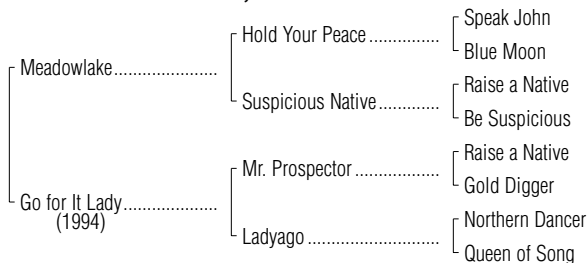 Speak John
Hold Your Peace ...............
Blue Moon
Meadowlake......................
Raise a Native
Suspicious Native.............
Be Suspicious
Raise a Native
Mr. Prospector ..................
Gold Digger
Go for It Lady....................
(1994)
Northern Dancer
Ladyago ............................
Queen of Song